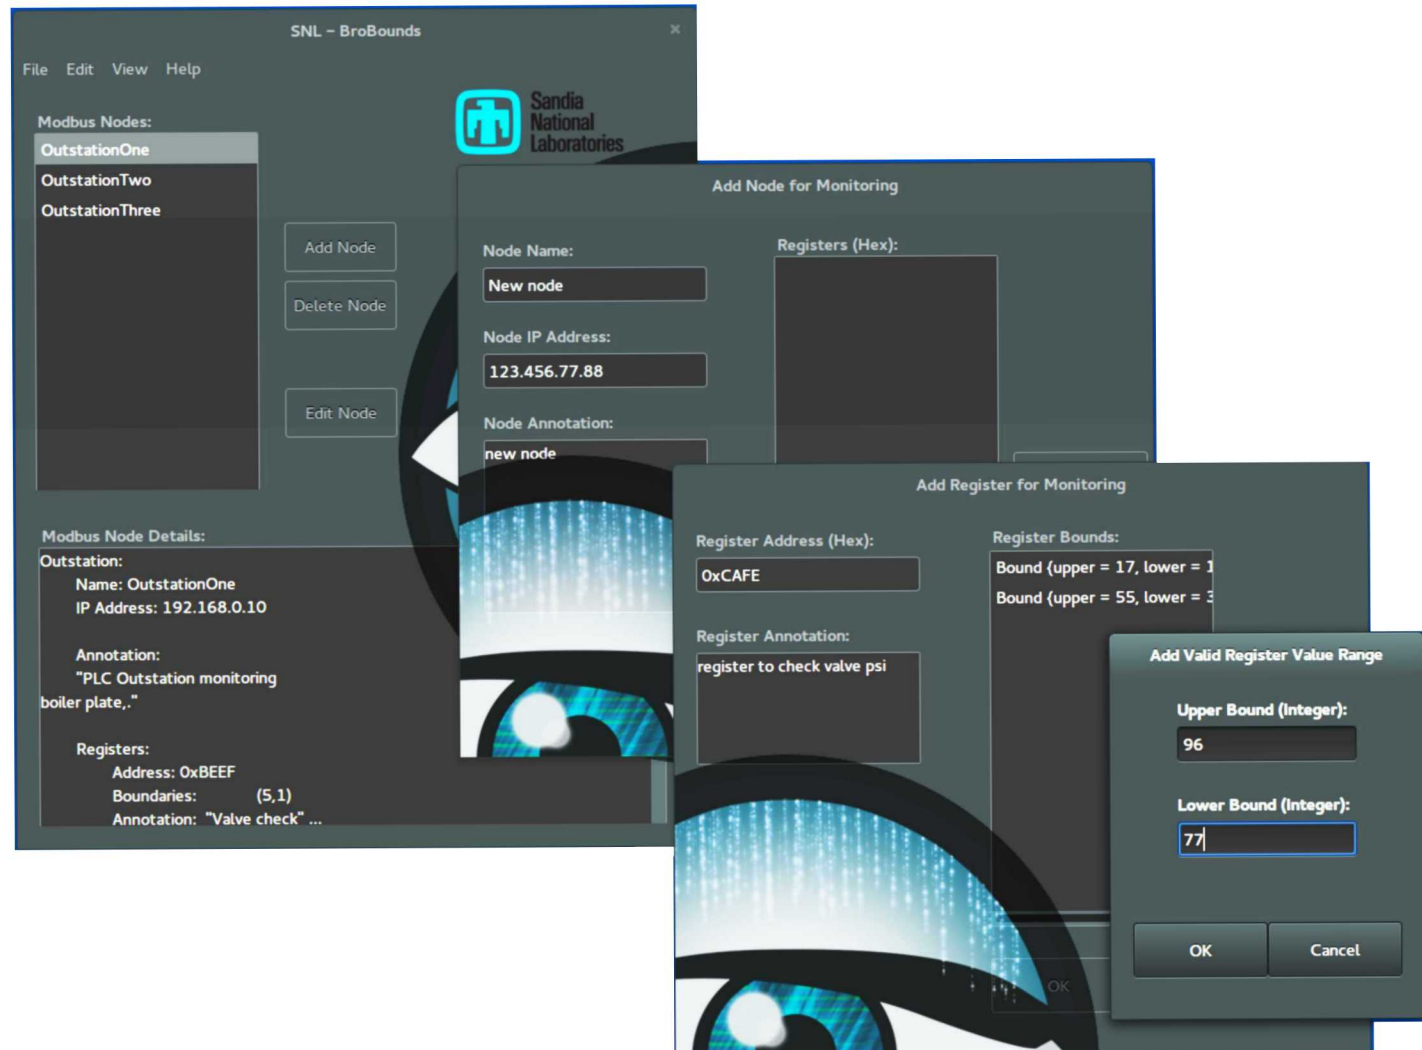 SNL – BroBounds
×
File Edit View Help
Sandia
National
Laboratories
Modbus Nodes:
OutstationOne
OutstationTwo
OutstationThree
Add Node
Delete Node
Edit Node
Modbus Node Details:
Outstation:
Name: OutstationOne
IP Address: 192.168.0.10
Annotation:
"PLC Outstation monitoring
boiler plate,."
Registers:
Address: 0xBEEF
Boundaries: (5,1)
Annotation: "Valve check" ...
Add Node for Monitoring
Node Name:
New node
Node IP Address:
123.456.77.88
Node Annotation:
new node
Registers (Hex):
Add Register for Monitoring
Register Address (Hex):
0xCAFE
Register Annotation:
register to check valve psi
Register Bounds:
Bound {upper = 17, lower = 1
Bound {upper = 55, lower = 3
OK
Add Valid Register Value Range
Upper Bound (Integer):
96
Lower Bound (Integer):
77
OK Cancel